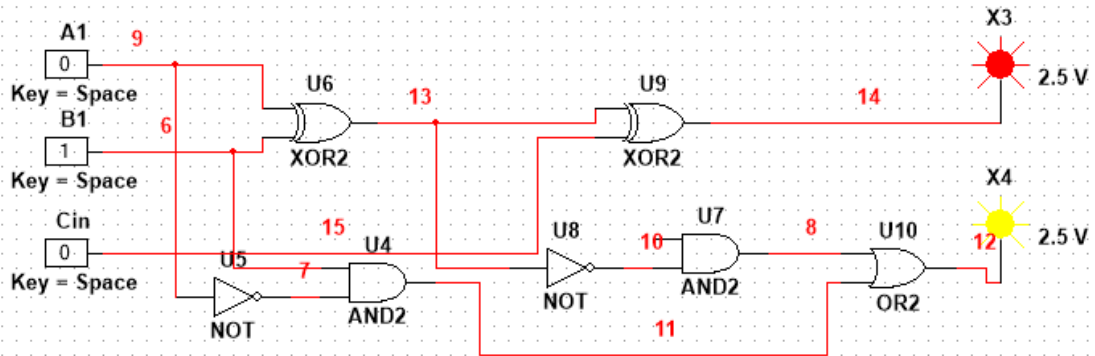 A1
9
0
Key = Space
B1
6
1
Key = Space
Cin
0
Key = Space
U6
XOR2
13
U9
XOR2
14
X3
2.5 V
15
U5
NOT
7
U4
AND2
U8
NOT
10
U7
AND2
8
U10
OR2
11
12
X4
2.5 V